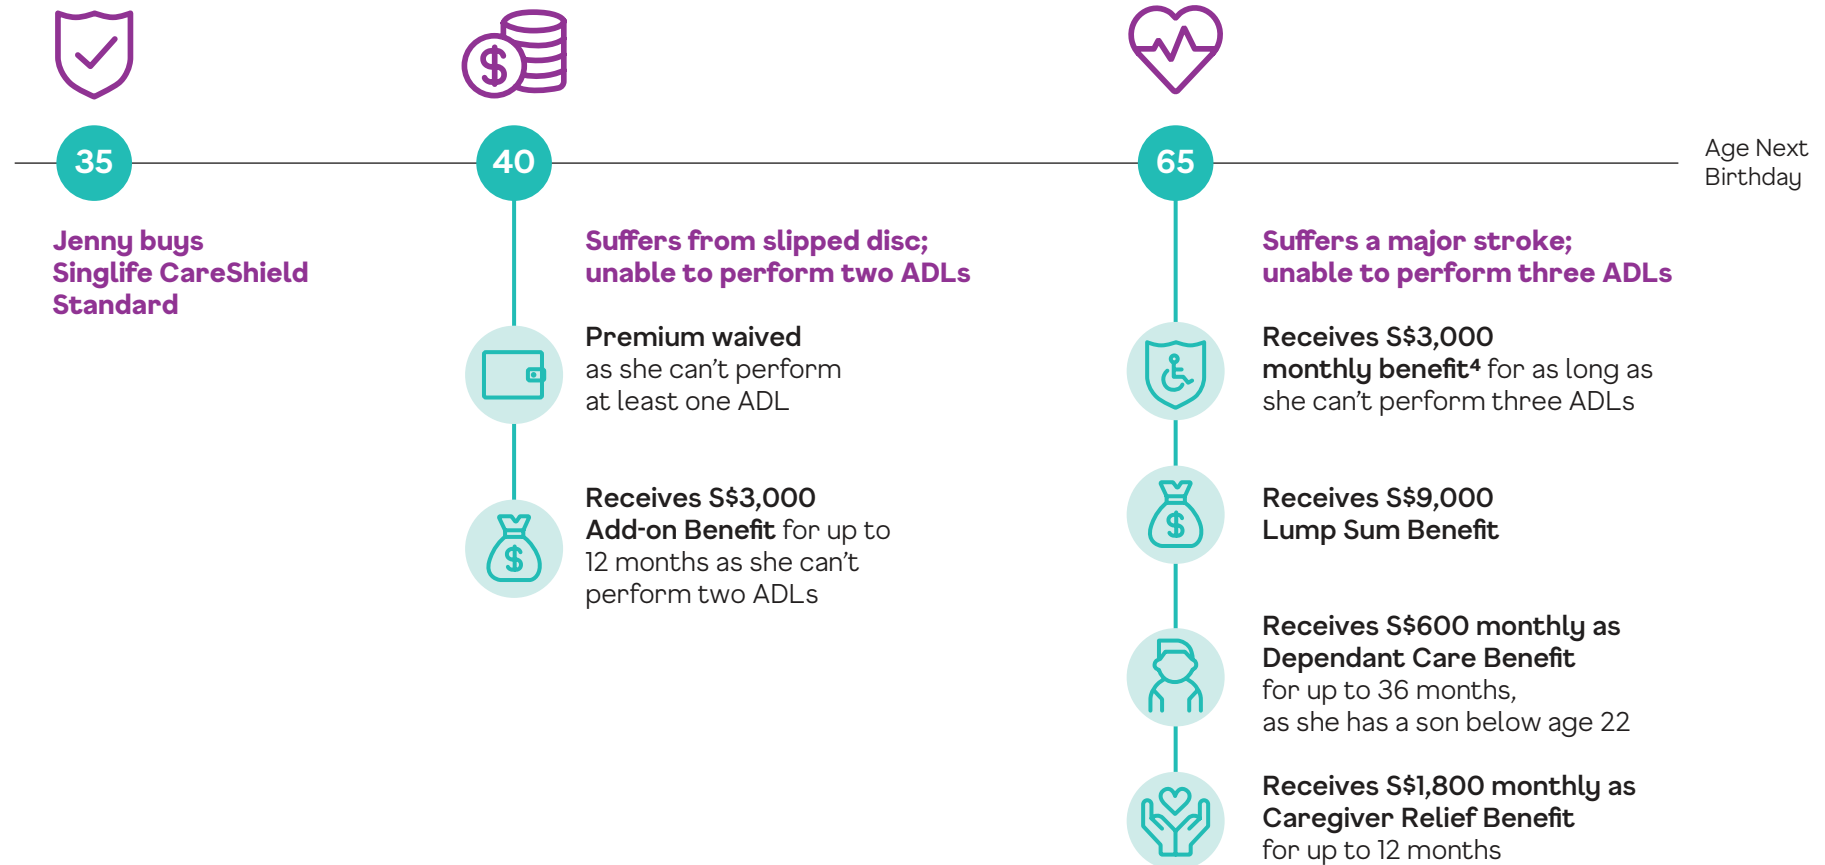 35
40
65
Age Next
Birthday
Jenny buys
Singlife CareShield
Standard
Suffers from slipped disc;
unable to perform two ADLs
Premium waived
as she can't perform
at least one ADL
Receives S$3,000
Add-on Benefit for up to
12 months as she can't
perform two ADLs
Suffers a major stroke;
unable to perform three ADLs
Receives S$3,000
monthly benefit⁴ for as long as
she can't perform three ADLs
Receives S$9,000
Lump Sum Benefit
Receives S$600 monthly as
Dependant Care Benefit
for up to 36 months,
as she has a son below age 22
Receives S$1,800 monthly as
Caregiver Relief Benefit
for up to 12 months